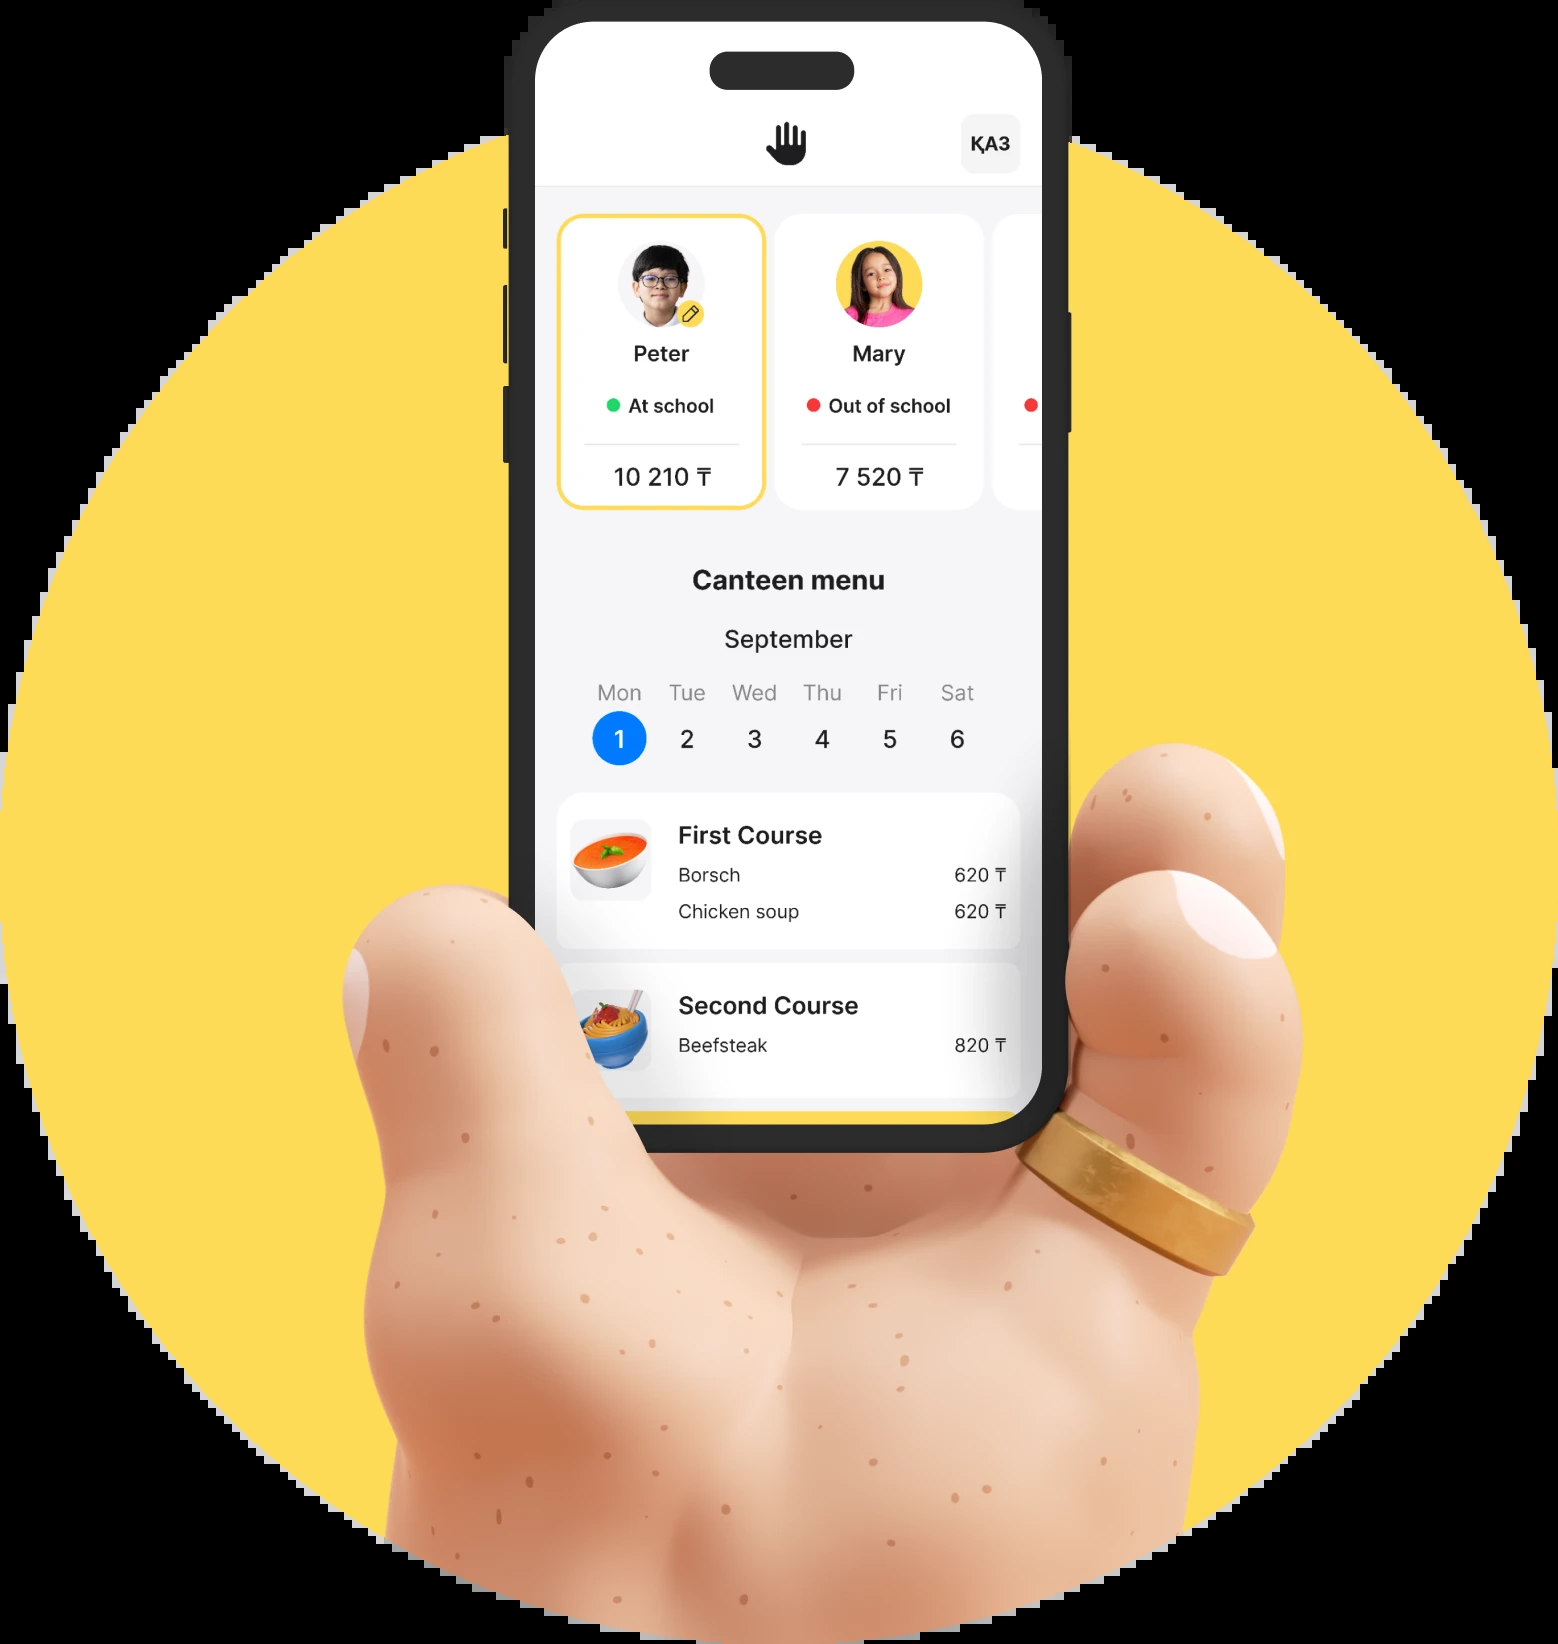 ҚАЗ
Peter
Mary
At school
Out of school
10 210 ₸
7 520 ₸
Canteen menu
September
Mon Tue Wed Thu Fri Sat
1 2 3 4 5 6
First Course
Borsch 620 ₸
Chicken soup 620 ₸
Second Course
Beefsteak 820 ₸